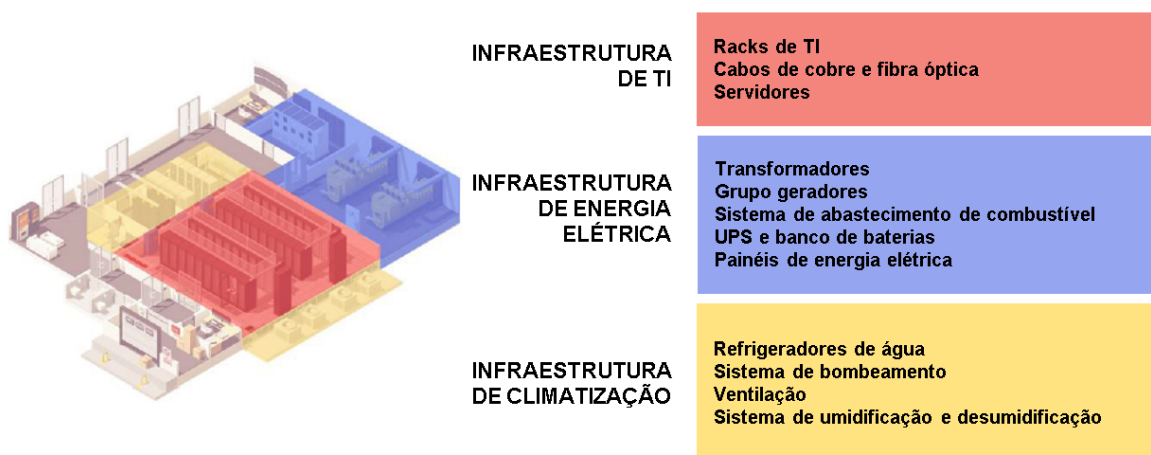 INFRAESTRUTURA
DE TI
Racks de TI
Cabos de cobre e fibra óptica
Servidores
INFRAESTRUTURA
DE ENERGIA
ELÉTRICA
Transformadores
Grupo geradores
Sistema de abastecimento de combustível
UPS e banco de baterias
Painéis de energia elétrica
INFRAESTRUTURA
DE CLIMATIZAÇÃO
Refrigeradores de água
Sistema de bombeamento
Ventilação
Sistema de umidificação e desumidificação